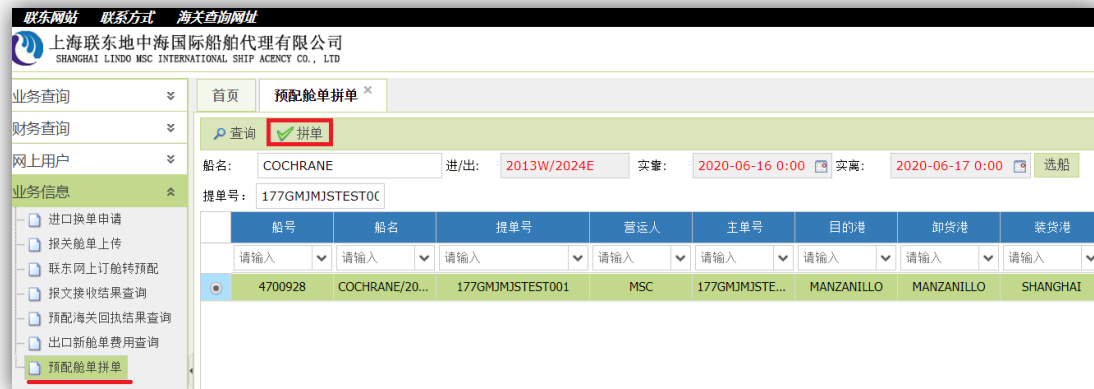 联东网站 联系方式 海关查询网址
上海联东地中海国际船舶代理有限公司
SHANGHAI LINDO MSC INTERNATIONAL SHIP ACENCY CO., LTD
业务查询
财务查询
网上用户
业务信息
进口换单申请
报关舱单上传
联东网上订舱转预配
报文接收结果查询
预配海关回执结果查询
出口新舱单费用查询
预配舱单拼单
首页 预配舱单拼单 ×
查询 拼单
船名: COCHRANE 进/出: 2013W/2024E 实靠: 2020-06-16 0:00 实离: 2020-06-17 0:00 选船
提单号: 177GMJMJSTEST00
船号 船名 提单号 营运人 主单号 目的港 卸货港 装货港
请输入 请输入 请输入 请输入 请输入 请输入 请输入 请输入
4700928 COCHRANE/20... 177GMJMJSTEST001 MSC 177GMJMJSTE... MANZANILLO MANZANILLO SHANGHAI